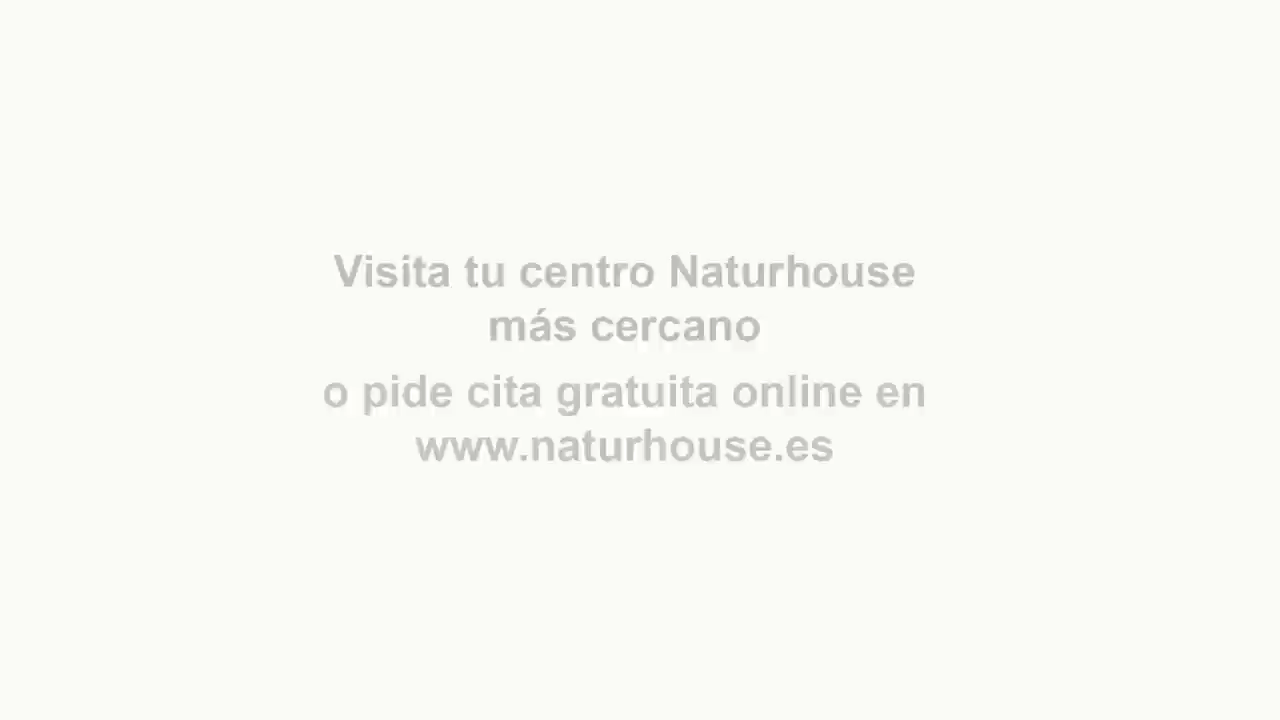 Visita tu centro Naturhouse
más cercano
o pide cita gratuita online en
www.naturhouse.es